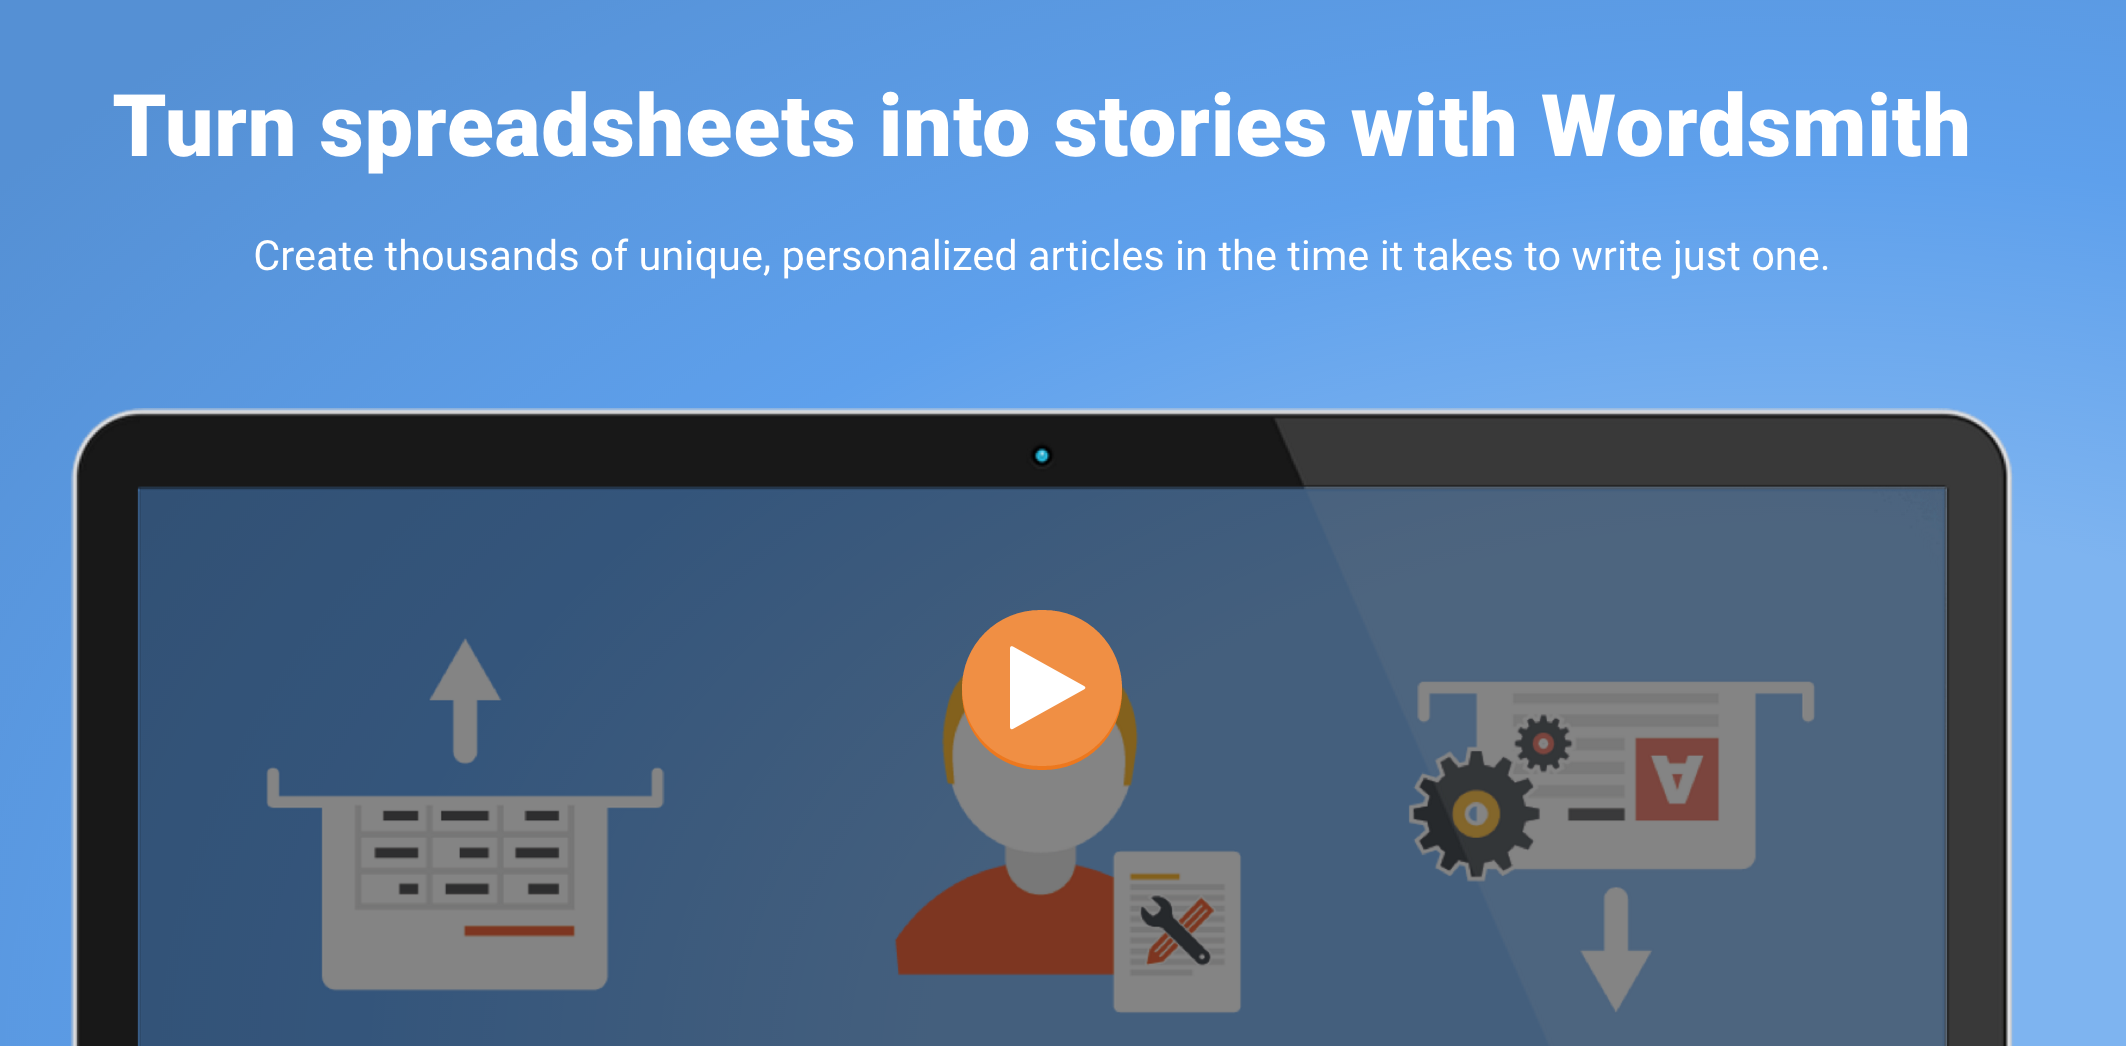 Turn spreadsheets into stories with Wordsmith
Create thousands of unique, personalized articles in the time it takes to write just one.
A